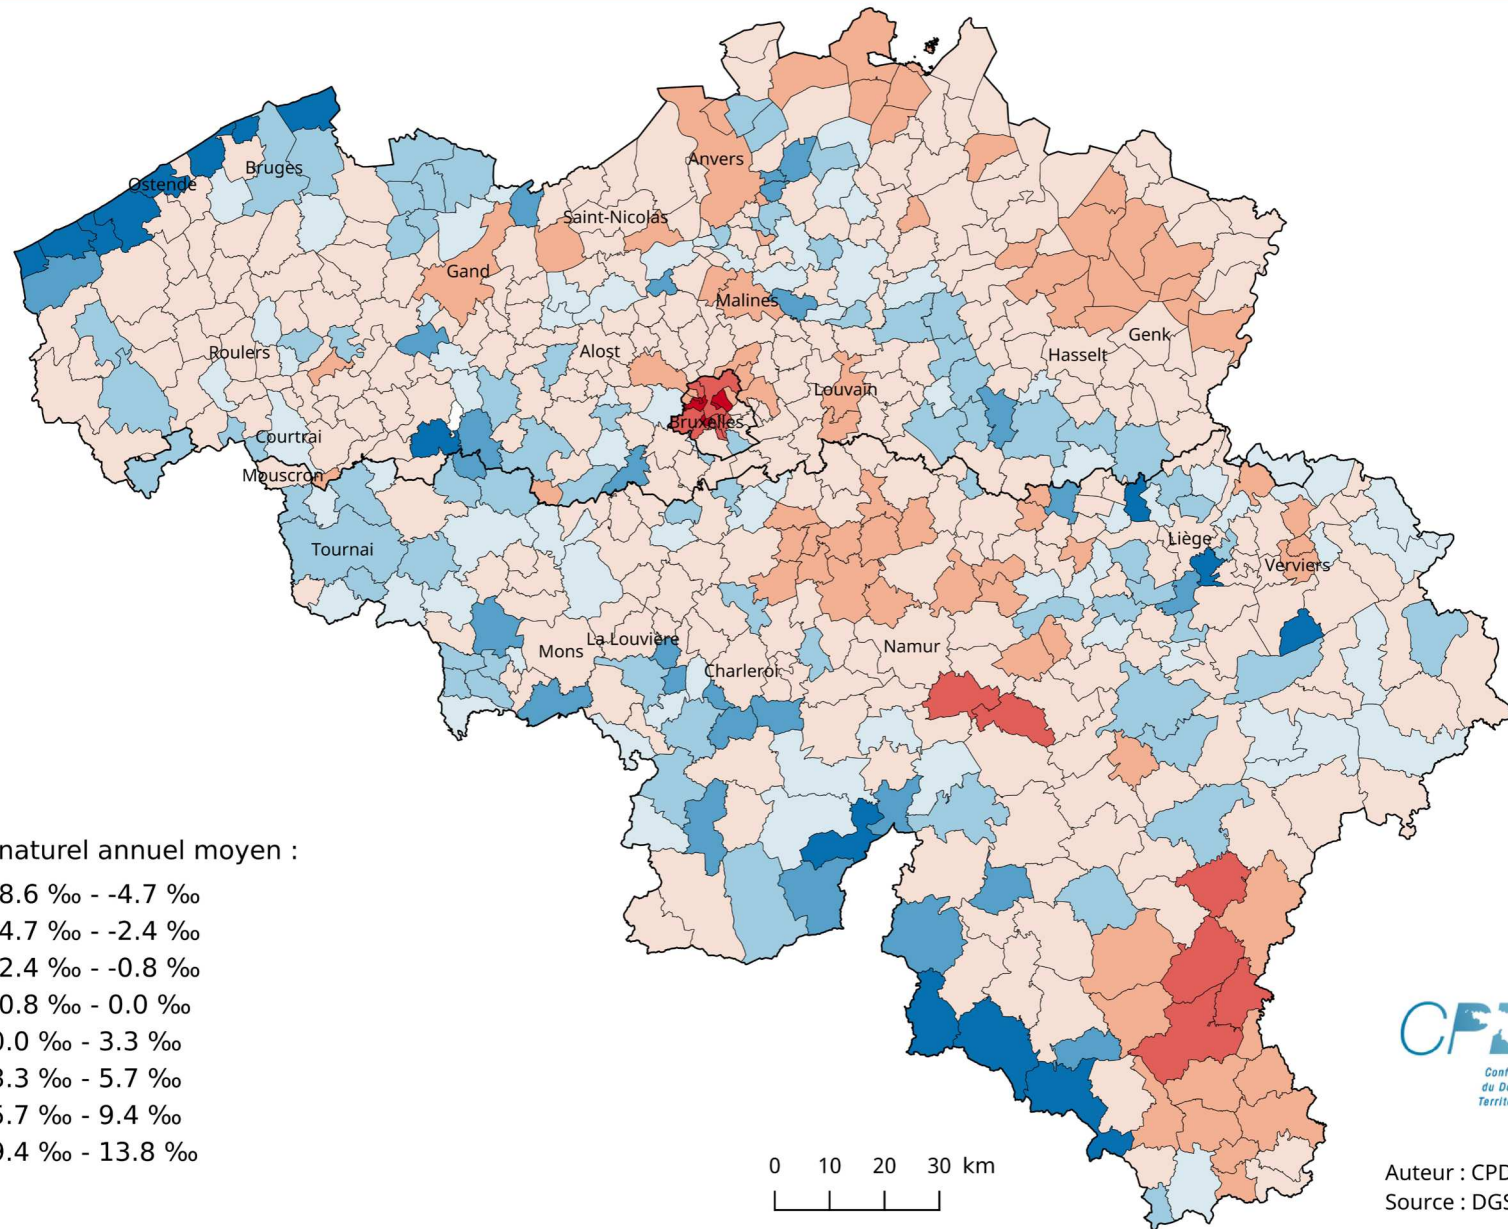 Anvers
Bruges
Ostende
Saint-Nicolas
Gand
Malines
Genk
Alost
Roulers
Hasselt
Louvain
Bruxelles
Courtrai
Mouscron
Liège
Tournai
Verviers
La Louvière
Mons
Namur
Charleroi
naturel annuel moyen :
8.6 ‰ - -4.7 ‰
4.7 ‰ - -2.4 ‰
2.4 ‰ - -0.8 ‰
0.8 ‰ - 0.0 ‰
0.0 ‰ - 3.3 ‰
3.3 ‰ - 5.7 ‰
5.7 ‰ - 9.4 ‰
9.4 ‰ - 13.8 ‰
0 10 20 30 km
Conf
du D
Territ
Auteur : CPD
Source : DGS